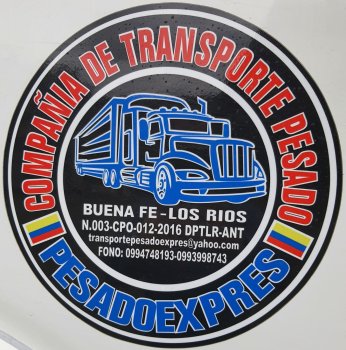 COMPAÑIA DE TRANSPORTE PESADO
BUENA FE - LOS RIOS
N.003-CPO-012-2016 DPTLR-ANT
transportepesadoexpres@yahoo.com
FONO: 0994748193-0993998743
PESADOEXPRES